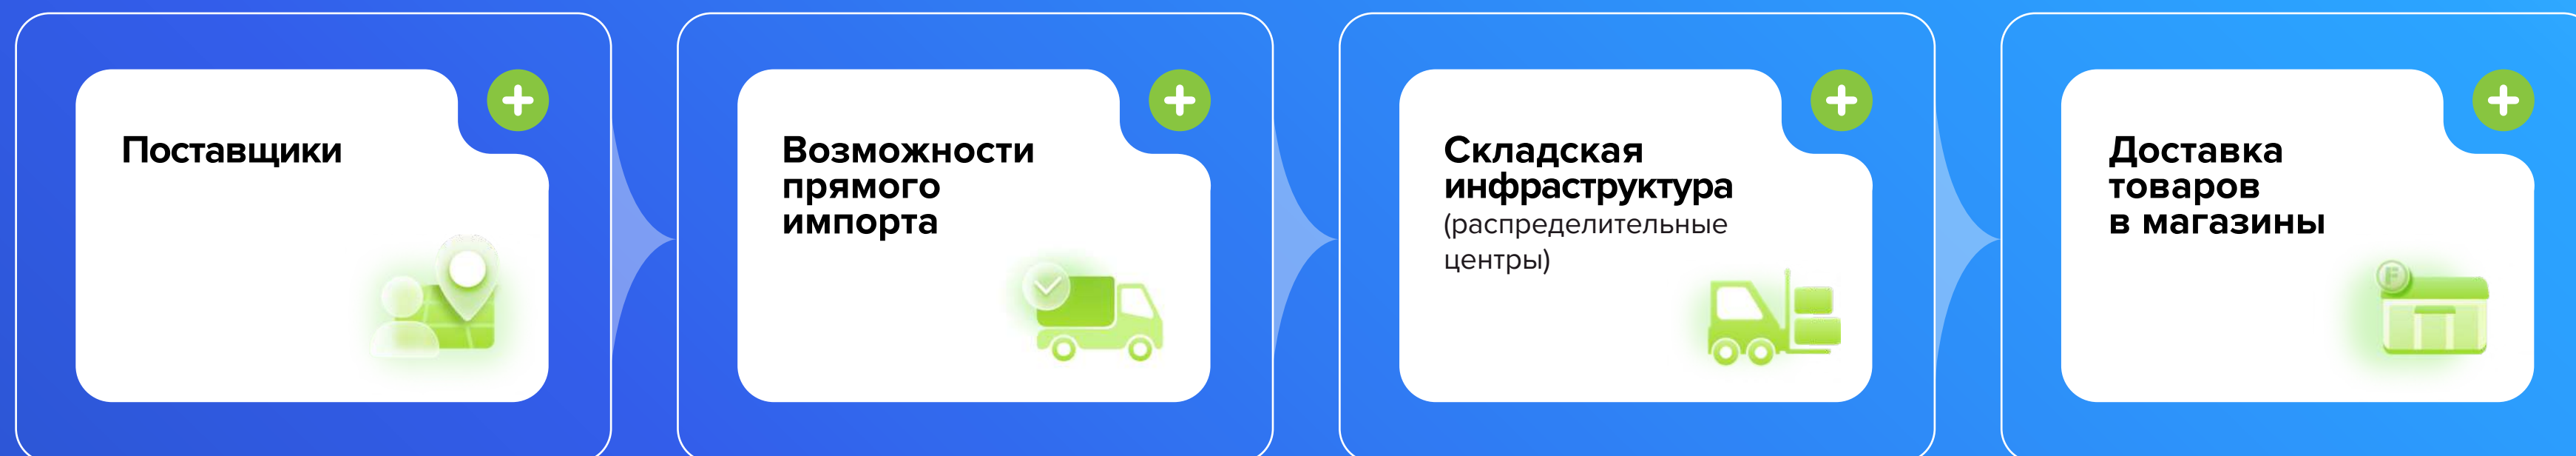 Поставщики
Возможности
прямого
импорта
Складская
инфраструктура
(распределительные
центры)
Доставка
товаров
в магазины
F